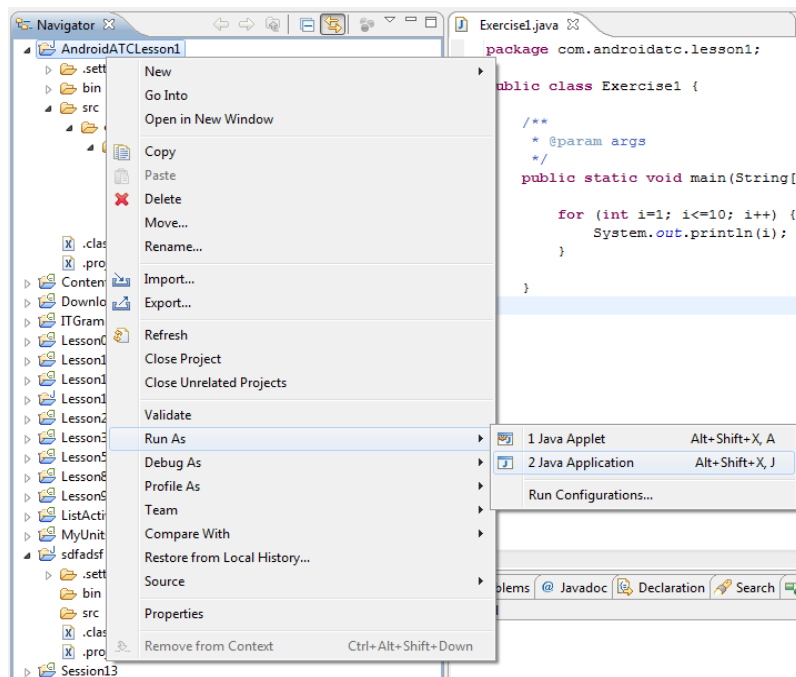 Navigator
AndroidATCLesson1
.sett
bin
src
.clas
.proj
Content
Downlo
ITGram
Lesson0
Lesson1
Lesson1
Lesson1
Lesson2
Lesson3
Lesson5
Lesson8
Lesson9
ListActi
MyUnit
sdfadsf
.sett
bin
src
.clas
.proj
Session13
New
Go Into
Open in New Window
Copy
Paste
Delete
Move...
Rename...
Import...
Export...
Refresh
Close Project
Close Unrelated Projects
Validate
Run As
Debug As
Profile As
Team
Compare With
Restore from Local History...
Source
Properties
Remove from Context Ctrl+Alt+Shift+Down
1 Java Applet Alt+Shift+X, A
2 Java Application Alt+Shift+X, J
Run Configurations...
Exercise1.java
package com.androidatc.lesson1;
ublic class Exercise1 {
/**
* @param args
*/
public static void main(String[
for (int i=1; i<=10; i++) {
System.out.println(i);
}
}
blems @ Javadoc Declaration Search